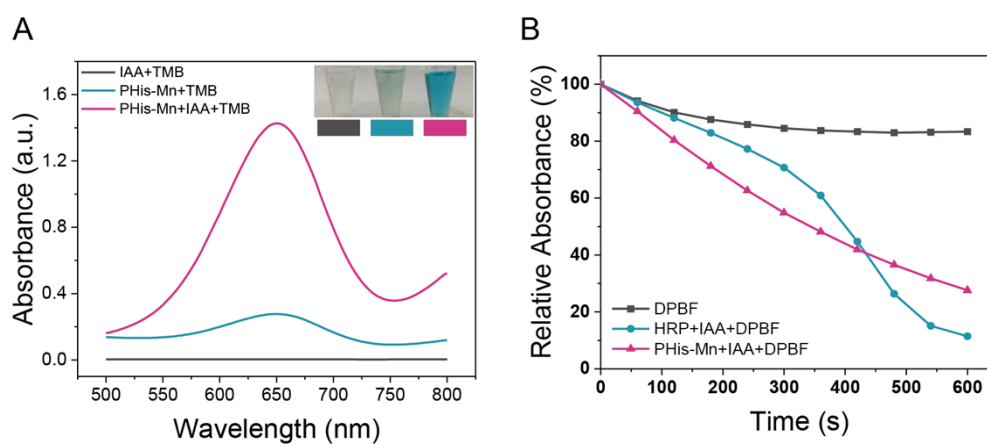 A
IAA+TMB
PHis-Mn+TMB
PHis-Mn+IAA+TMB
Absorbance (a.u.)
1.6
1.2
0.8
0.4
0.0
500 550 600 650 700 750 800
Wavelength (nm)
B
Relative Absorbance (%)
100
80
60
40
20
0
DPBF
HRP+IAA+DPBF
PHis-Mn+IAA+DPBF
0 100 200 300 400 500 600
Time (s)